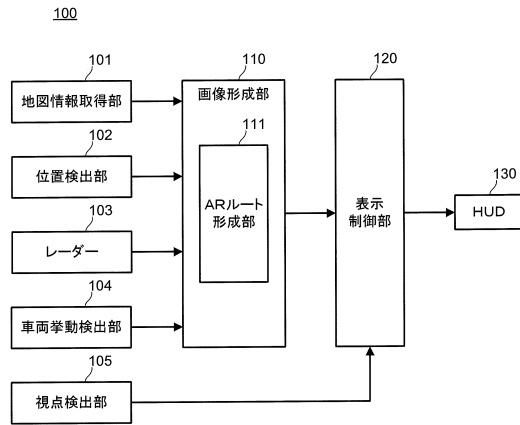 100
101
地図情報取得部
102
位置検出部
103
レーダー
104
車両挙動検出部
105
視点検出部
110
画像形成部
111
ARルート
形成部
120
表示
制御部
130
HUD